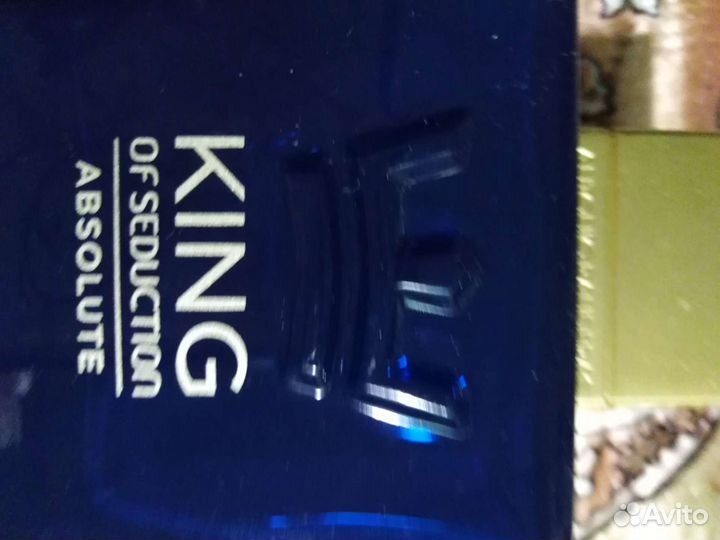 KING
OF SEDUCTION
ABSOLUTE
Avito